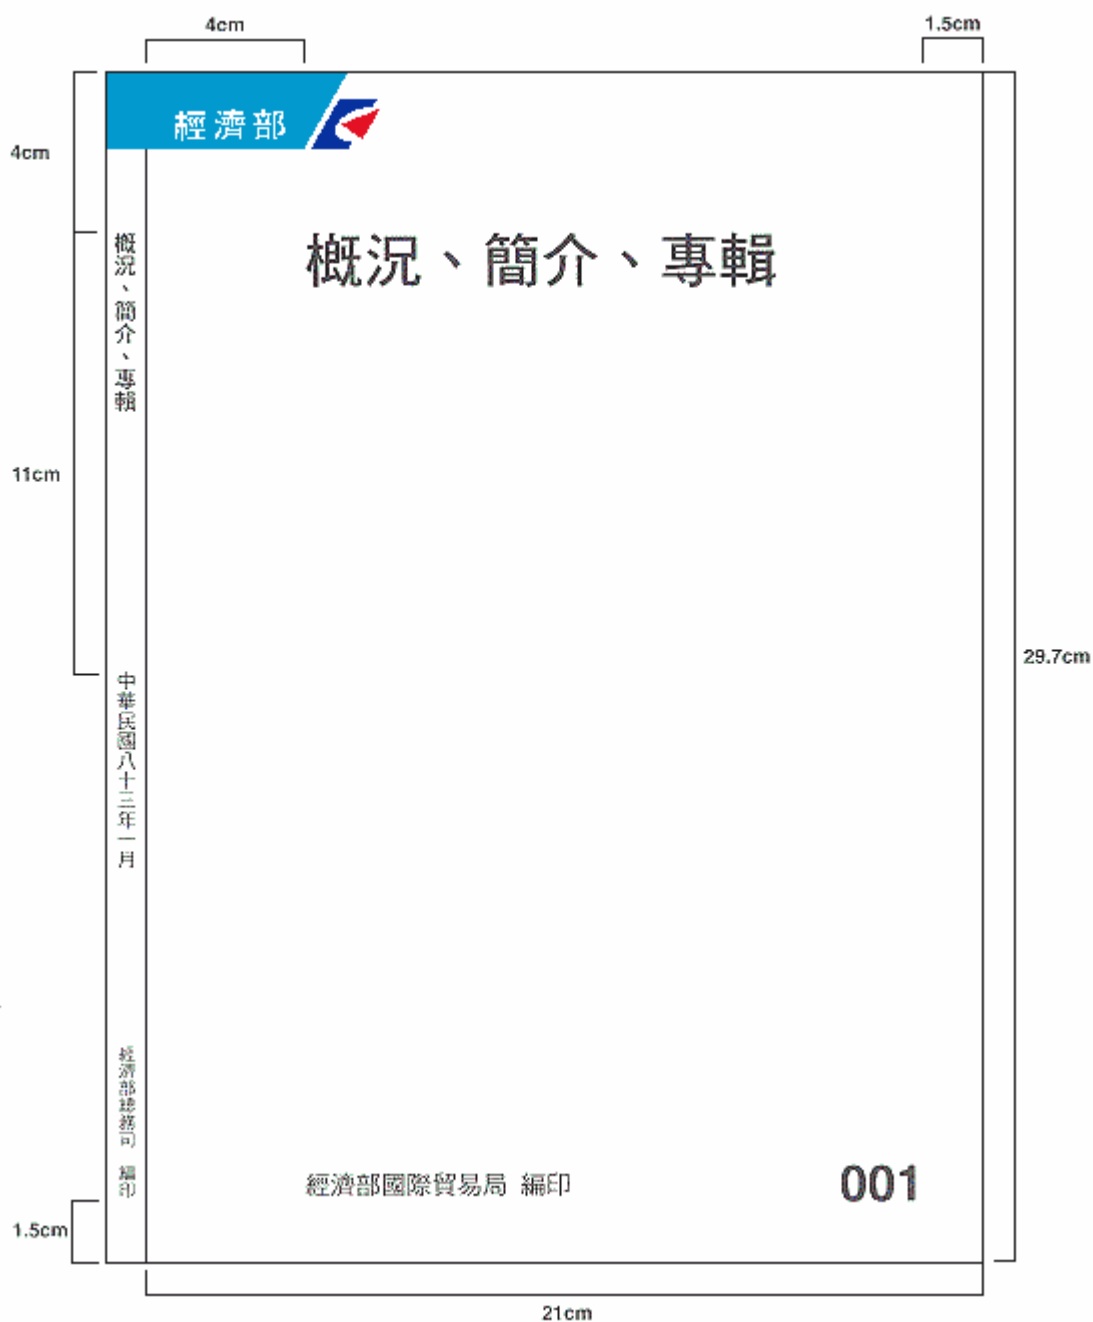 4cm
1.5cm
經濟部
4cm
概況、簡介、專輯
概況、簡介、專輯
11cm
29.7cm
中華民國八十三年一月
經濟部總務司 編印
經濟部國際貿易局 編印
001
1.5cm
21cm